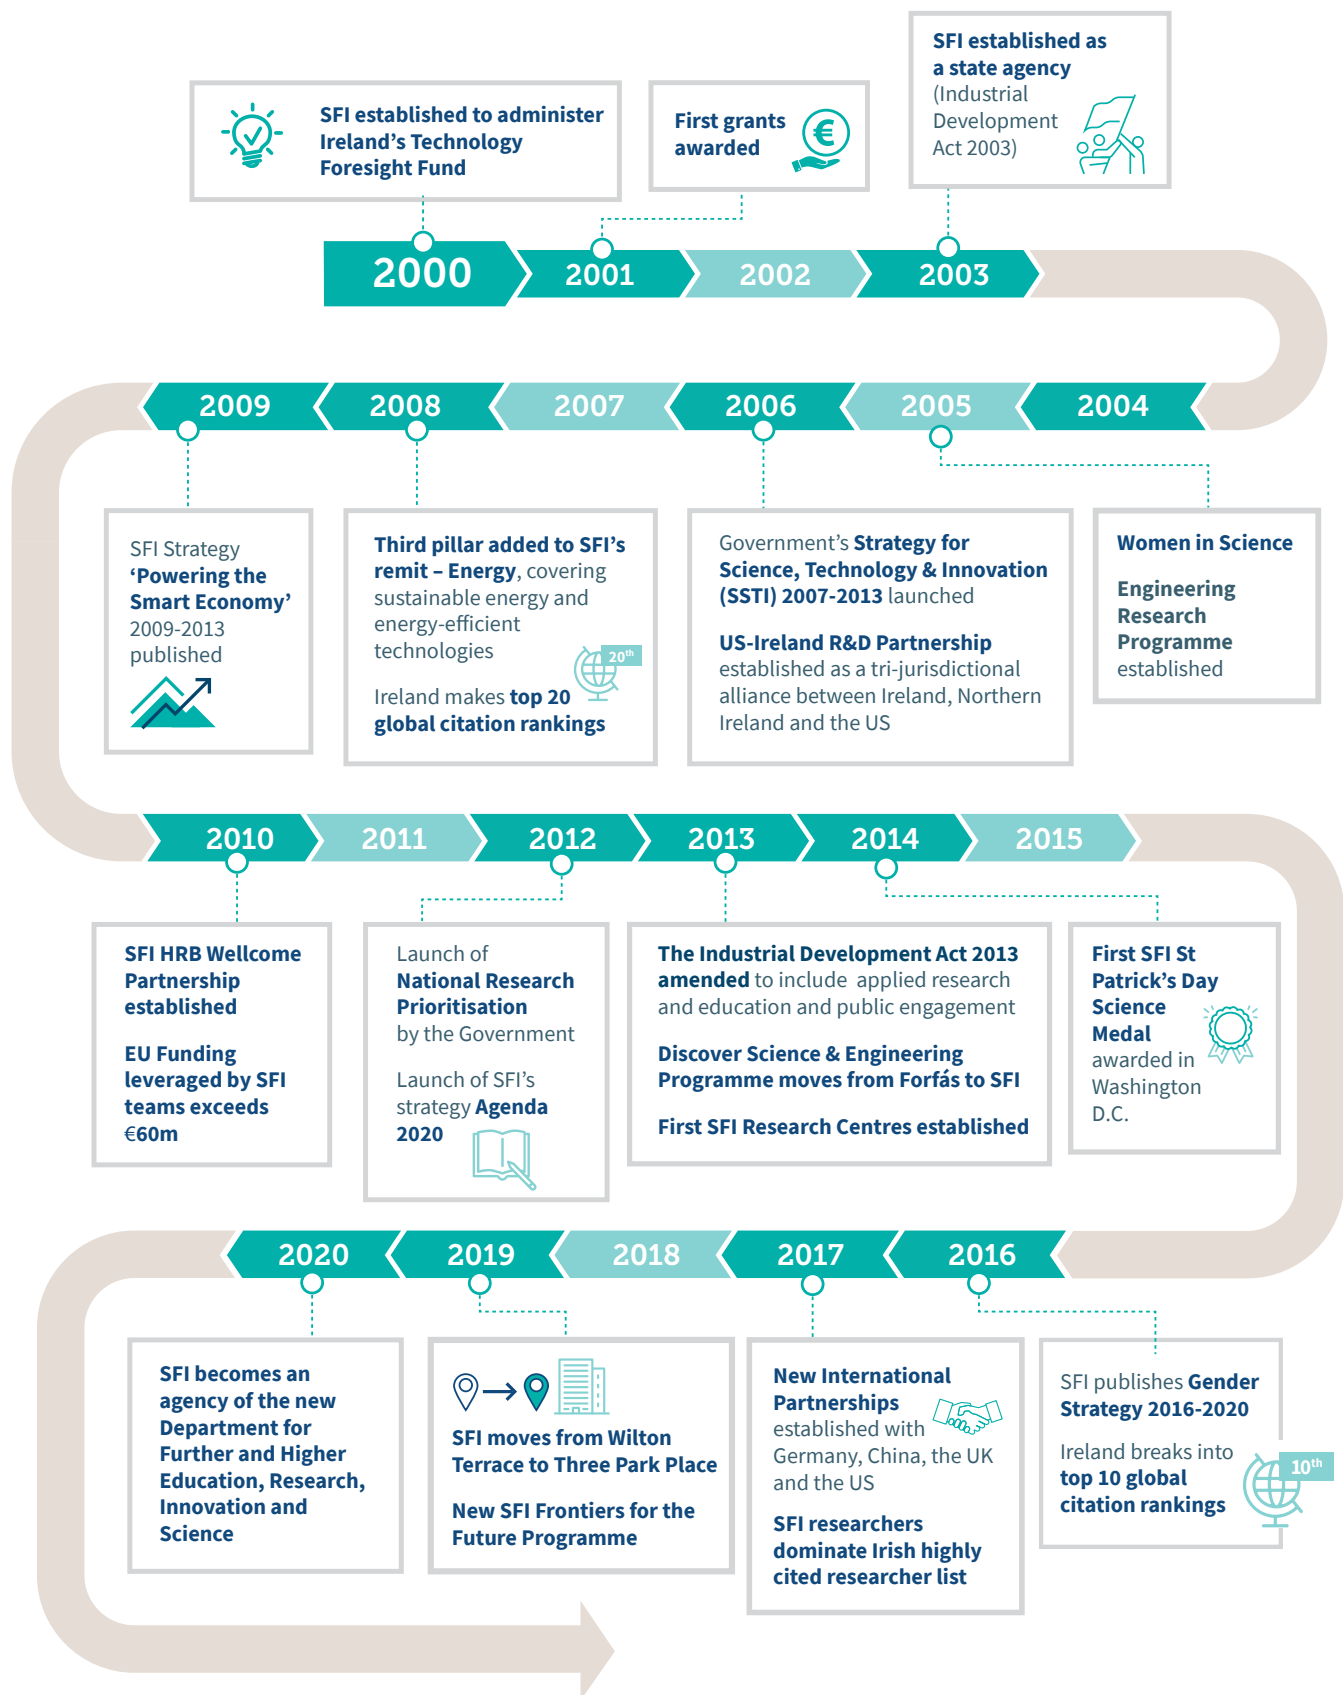 SFI established to administer
Ireland's Technology
Foresight Fund
First grants
awarded
€
SFI established as
a state agency
(Industrial
Development
Act 2003)
2000
2001
2002
2003
2009
2008
2007
2006
2005
2004
SFI Strategy
‘Powering the
Smart Economy’
2009-2013
published
Third pillar added to SFI’s
remit – Energy, covering
sustainable energy and
energy-efficient
technologies
20th
Ireland makes top 20
global citation rankings
Government’s Strategy for
Science, Technology & Innovation
(SSTI) 2007-2013 launched
US-Ireland R&D Partnership
established as a tri-jurisdictional
alliance between Ireland, Northern
Ireland and the US
Women in Science
Engineering
Research
Programme
established
2010
2011
2012
2013
2014
2015
SFI HRB Wellcome
Partnership
established
EU Funding
leveraged by SFI
teams exceeds
€60m
Launch of
National Research
Prioritisation
by the Government
Launch of SFI’s
strategy Agenda
2020
The Industrial Development Act 2013
amended to include applied research
and education and public engagement
Discover Science & Engineering
Programme moves from Forfás to SFI
First SFI Research Centres established
First SFI St
Patrick’s Day
Science
Medal
awarded in
Washington
D.C.
2020
2019
2018
2017
2016
SFI becomes an
agency of the new
Department for
Further and Higher
Education, Research,
Innovation and
Science
SFI moves from Wilton
Terrace to Three Park Place
New SFI Frontiers for the
Future Programme
New International
Partnerships
established with
Germany, China, the UK
and the US
SFI researchers
dominate Irish highly
cited researcher list
SFI publishes Gender
Strategy 2016-2020
Ireland breaks into
top 10 global
citation rankings
10th